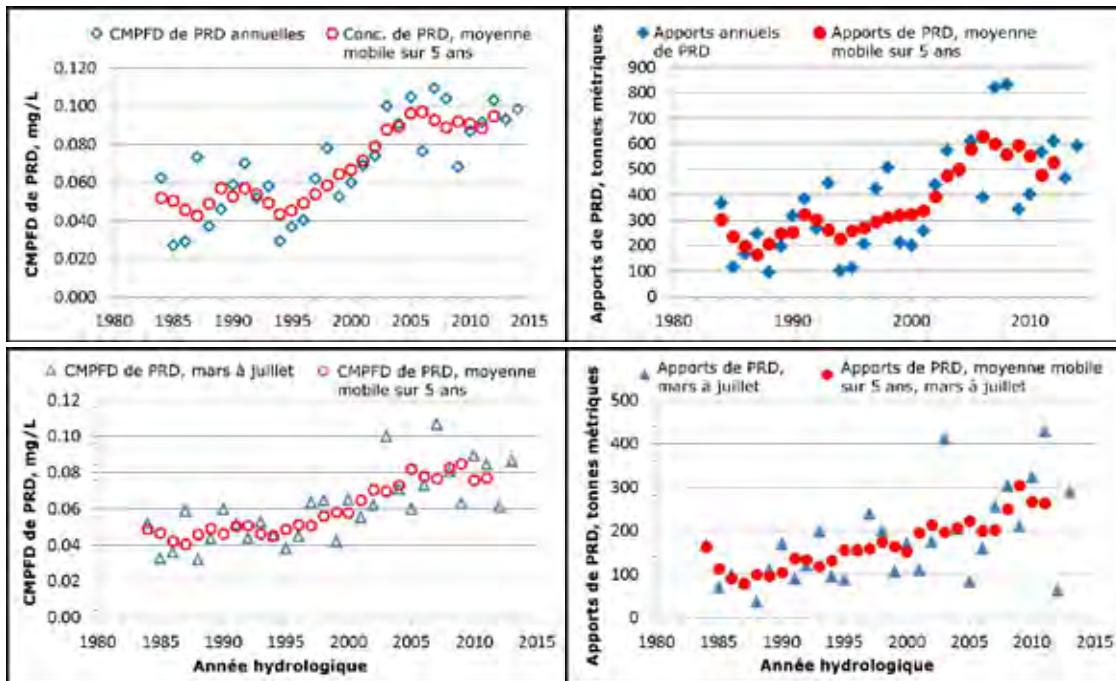 CMPFD de PRD annuelles
Conc. de PRD, moyenne
mobile sur 5 ans
CMPFD de PRD, mg/L
0.120
0.100
0.080
0.060
0.040
0.020
0.000
1980 1985 1990 1995 2000 2005 2010 2015
Apports annuels
de PRD
Apports de PRD, moyenne
mobile sur 5 ans
Apports de PRD, tonnes métriques
900
800
700
600
500
400
300
200
100
0
1980 1990 2000 2010
CMPFD de PRD, mars à juillet
CMPFD de PRD, moyenne
mobile sur 5 ans
CMPFD de PRD, mg/L
0.12
0.10
0.08
0.06
0.04
0.02
0.00
1980 1985 1990 1995 2000 2005 2010 2015
Année hydrologique
Apports de PRD,
mars à juillet
Apports de PRD, moyenne mobile
sur 5 ans, mars à juillet
Apports de PRD, tonnes métriques
500
400
300
200
100
0
1980 1985 1990 1995 2000 2005 2010 2015
Année hydrologique